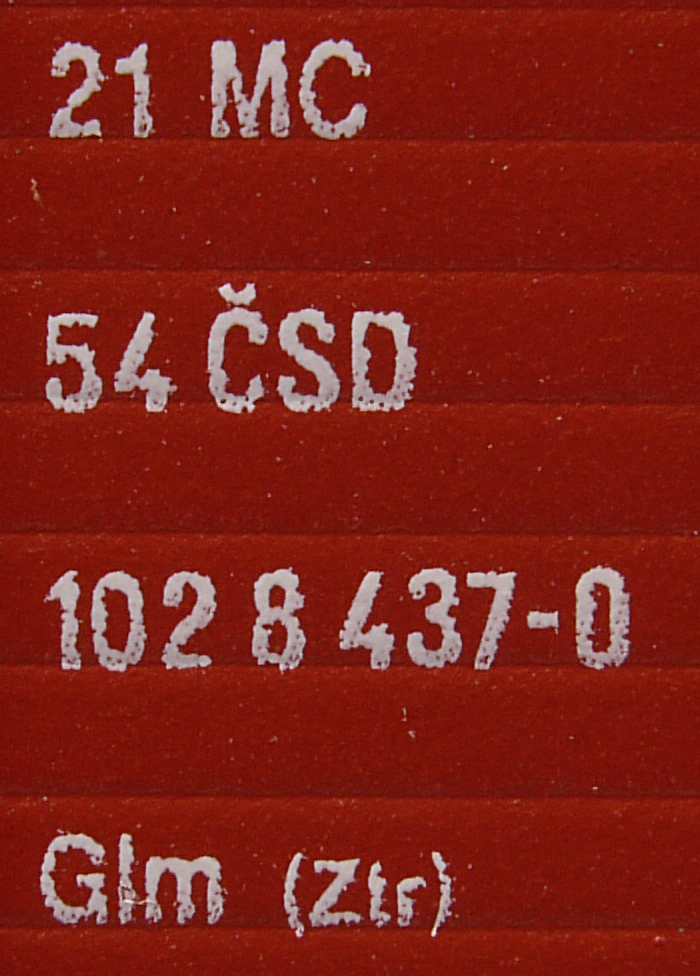 21 MC
54 ČSD
102 8 437-0
Glm (Ztr)